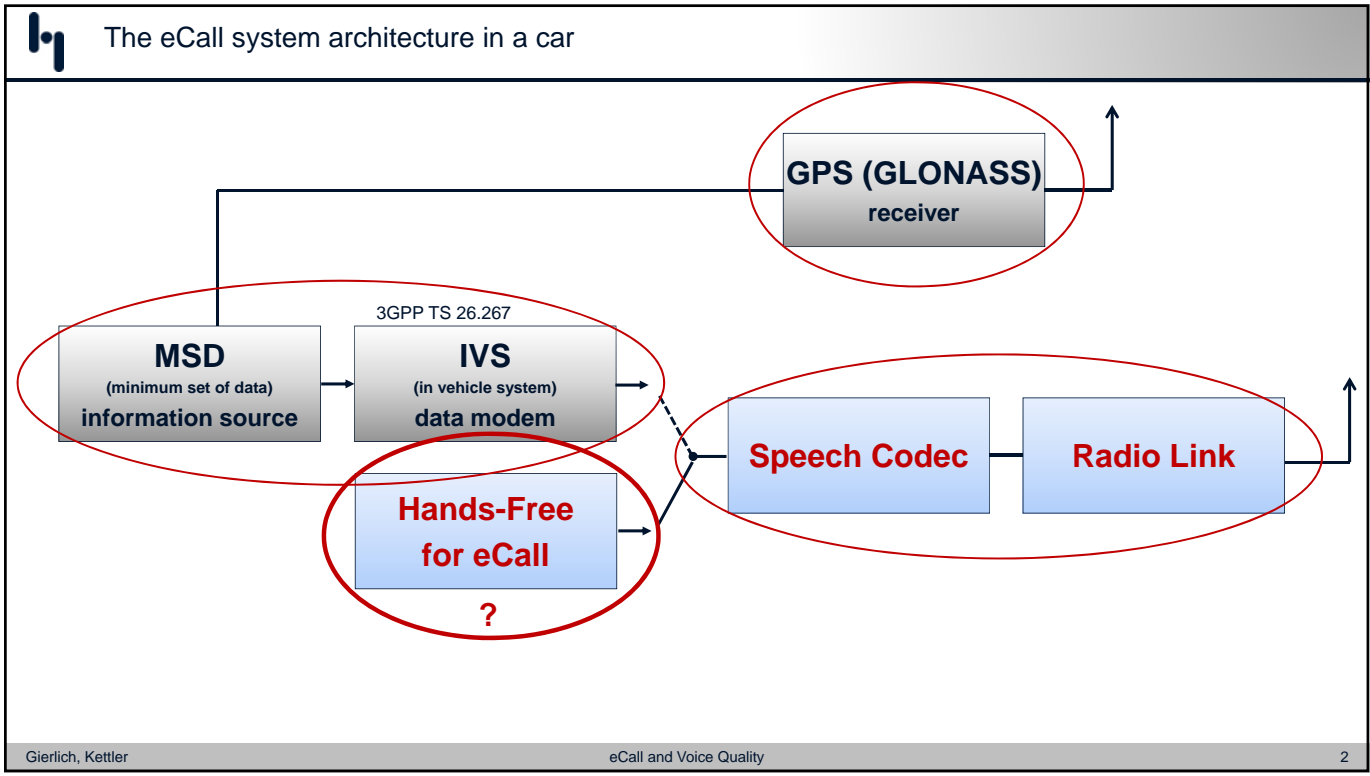 The eCall system architecture in a car
GPS (GLONASS)
receiver
3GPP TS 26.267
MSD
(minimum set of data)
information source
IVS
(in vehicle system)
data modem
Speech Codec
Radio Link
Hands-Free
for eCall
?
Gierlich, Kettler
eCall and Voice Quality
2